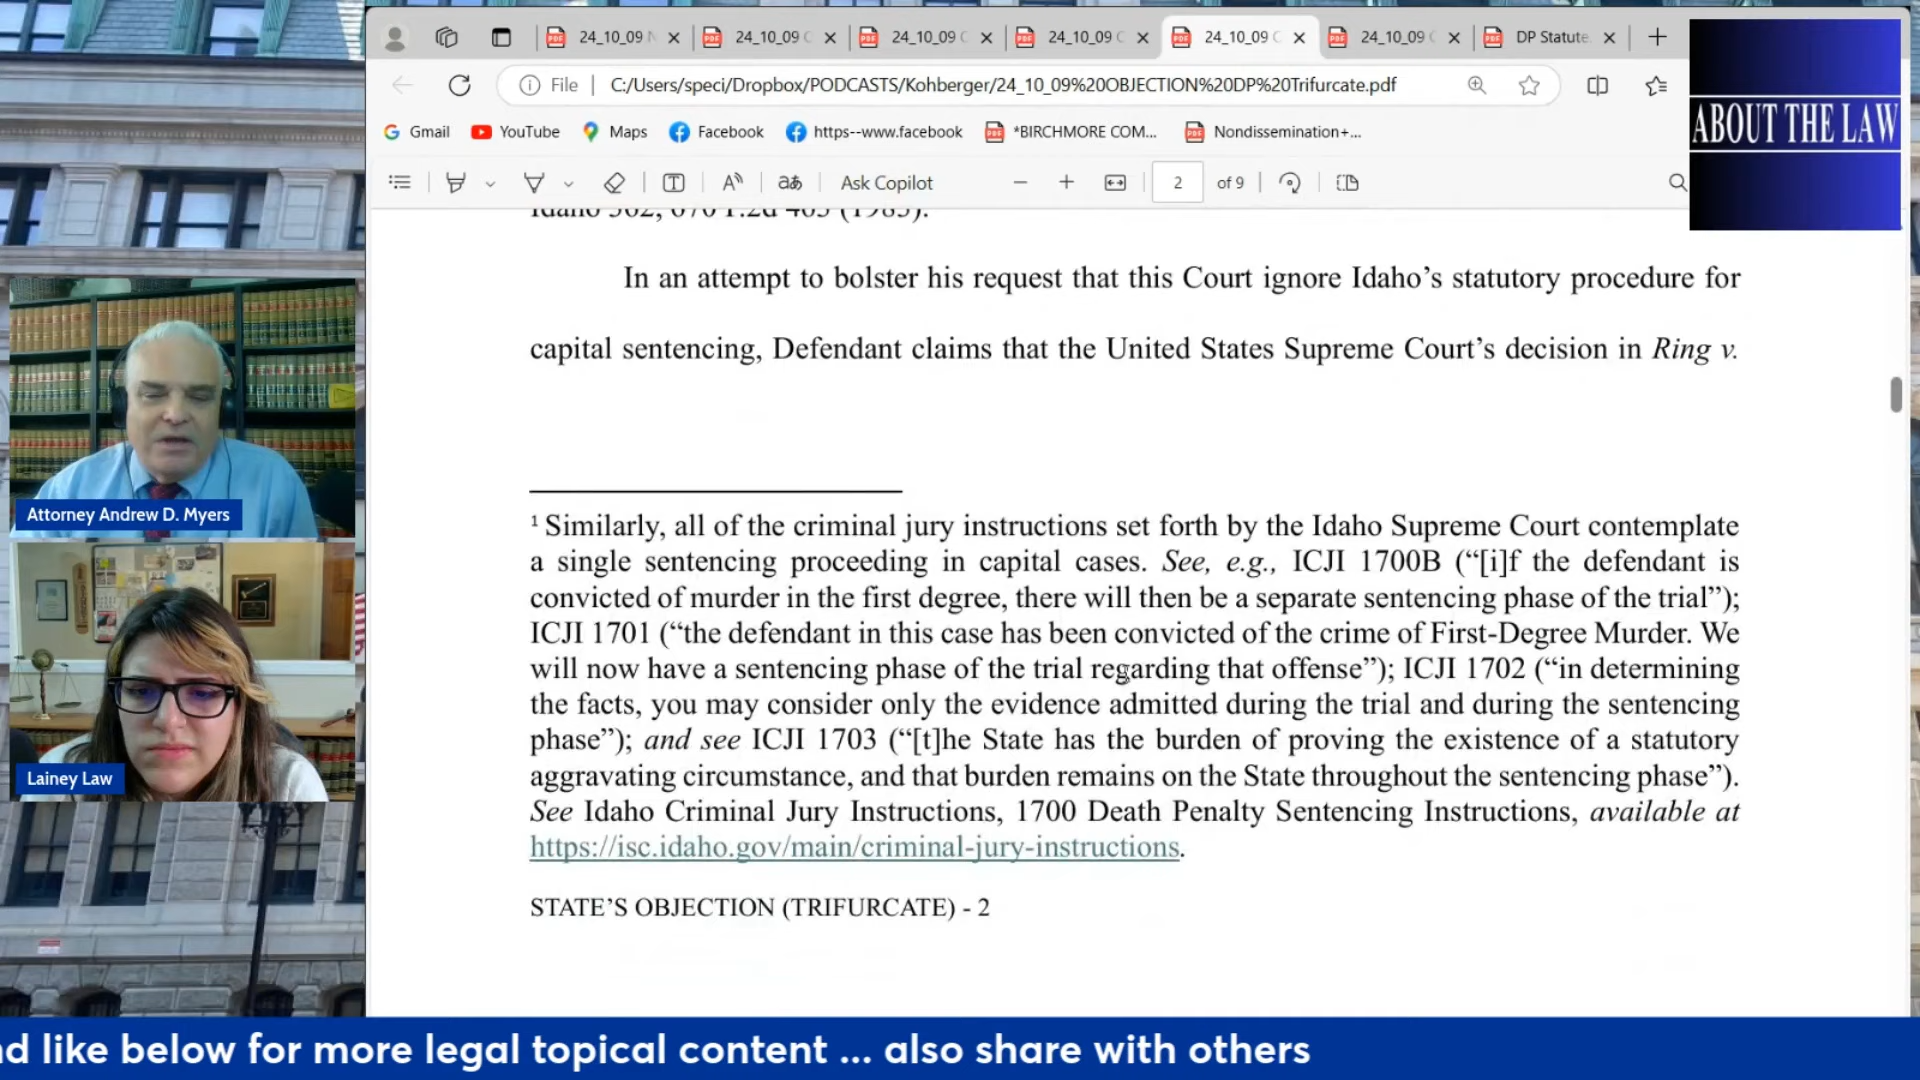 24_10_09 N
24_10_09 C
24_10_09 C
24_10_09 C
24_10_09 C
24_10_09 C
DP Statute.
File
C:/Users/speci/Dropbox/PODCASTS/Kohberger/24_10_09%20OBJECTION%20DP%20Trifurcate.pdf
Gmail
YouTube
Maps
Facebook
https--www.facebook
*BIRCHMORE COM...
Nondissemination+...
Ask Copilot
2
of 9
ABOUT THE LAW
Idaho 362, 670 P.2d 463 (1983).
In an attempt to bolster his request that this Court ignore Idaho’s statutory procedure for
capital sentencing, Defendant claims that the United States Supreme Court’s decision in Ring v.
1 Similarly, all of the criminal jury instructions set forth by the Idaho Supreme Court contemplate
a single sentencing proceeding in capital cases. See, e.g., ICJI 1700B (“[i]f the defendant is
convicted of murder in the first degree, there will then be a separate sentencing phase of the trial”);
ICJI 1701 (“the defendant in this case has been convicted of the crime of First-Degree Murder. We
will now have a sentencing phase of the trial regarding that offense”); ICJI 1702 (“in determining
the facts, you may consider only the evidence admitted during the trial and during the sentencing
phase”); and see ICJI 1703 (“[t]he State has the burden of proving the existence of a statutory
aggravating circumstance, and that burden remains on the State throughout the sentencing phase”).
See Idaho Criminal Jury Instructions, 1700 Death Penalty Sentencing Instructions, available at
https://isc.idaho.gov/main/criminal-jury-instructions.
STATE’S OBJECTION (TRIFURCATE) - 2
Attorney Andrew D. Myers
Lainey Law
d like below for more legal topical content ... also share with others